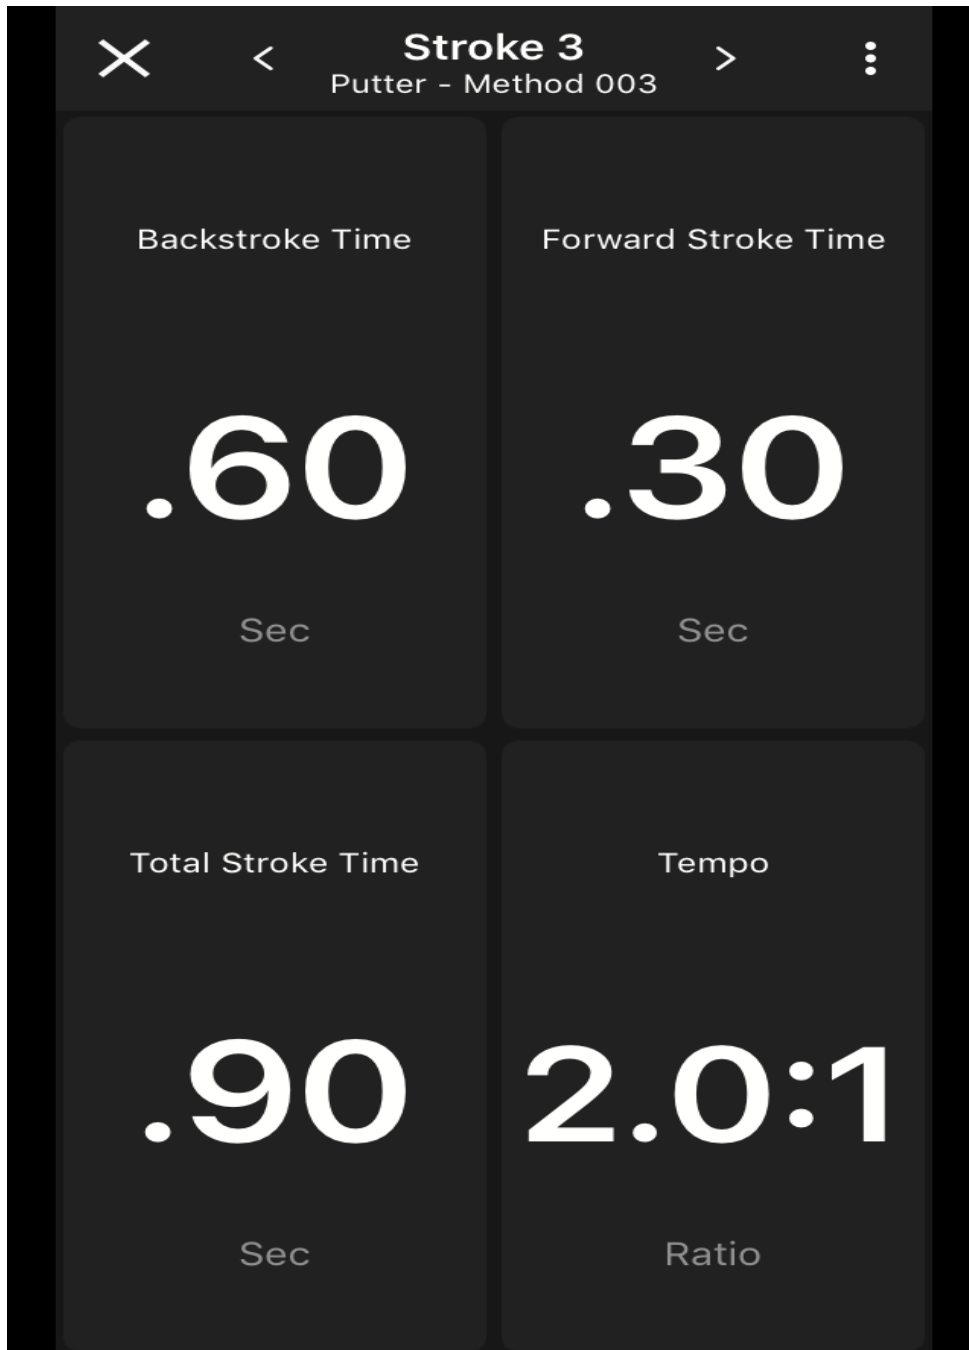 Stroke 3
Putter - Method 003
Backstroke Time
.60
Sec
Forward Stroke Time
.30
Sec
Total Stroke Time
.90
Sec
Tempo
2.0:1
Ratio